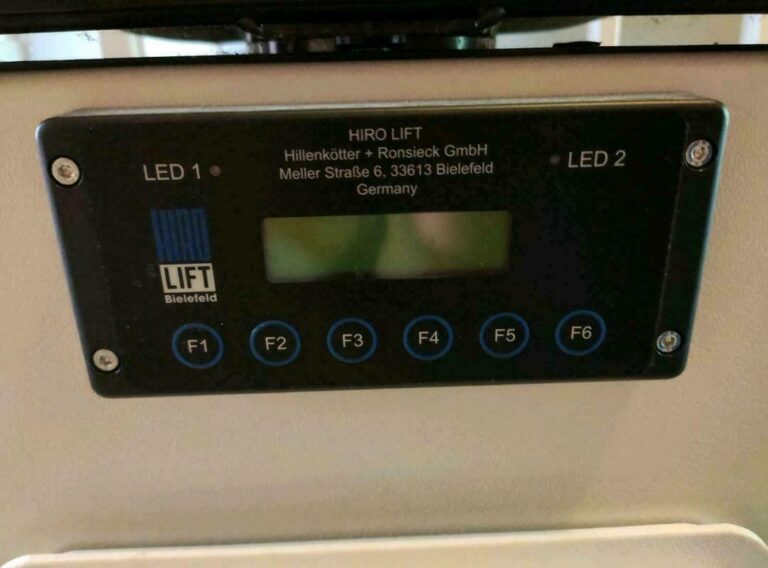 HIRO LIFT
Hillenkötter + Ronsieck GmbH
Meller Straße 6, 33613 Bielefeld
Germany
LED 1
LED 2
HIRO
LIFT
Bielefeld
F1 F2 F3 F4 F5 F6